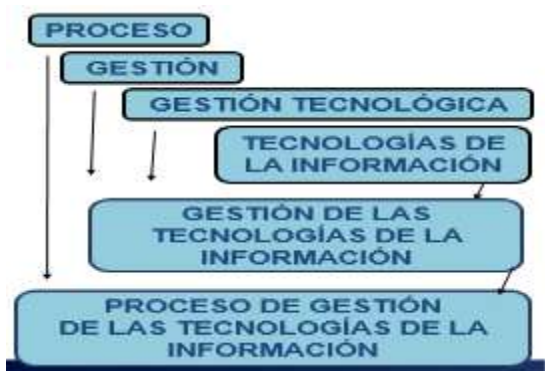 PROCESO
GESTIÓN
GESTIÓN TECNOLÓGICA
TECNOLOGÍAS DE
LA INFORMACIÓN
GESTIÓN DE LAS
TECNOLOGÍAS DE LA
INFORMACIÓN
PROCESO DE GESTIÓN
DE LAS TECNOLOGÍAS DE LA
INFORMACIÓN